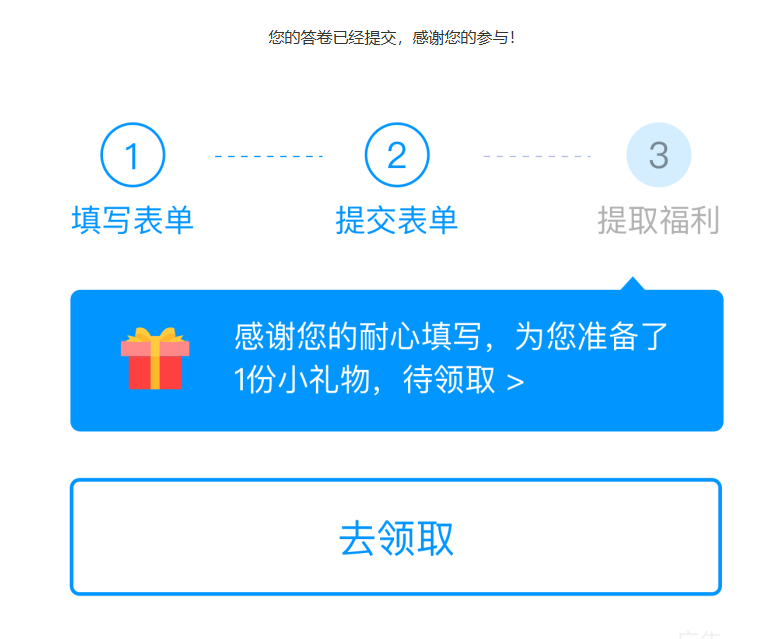 您的答卷已经提交，感谢您的参与！
1
2
3
填写表单
提交表单
提取福利
感谢您的耐心填写，为您准备了
1份小礼物，待领取 >
去领取